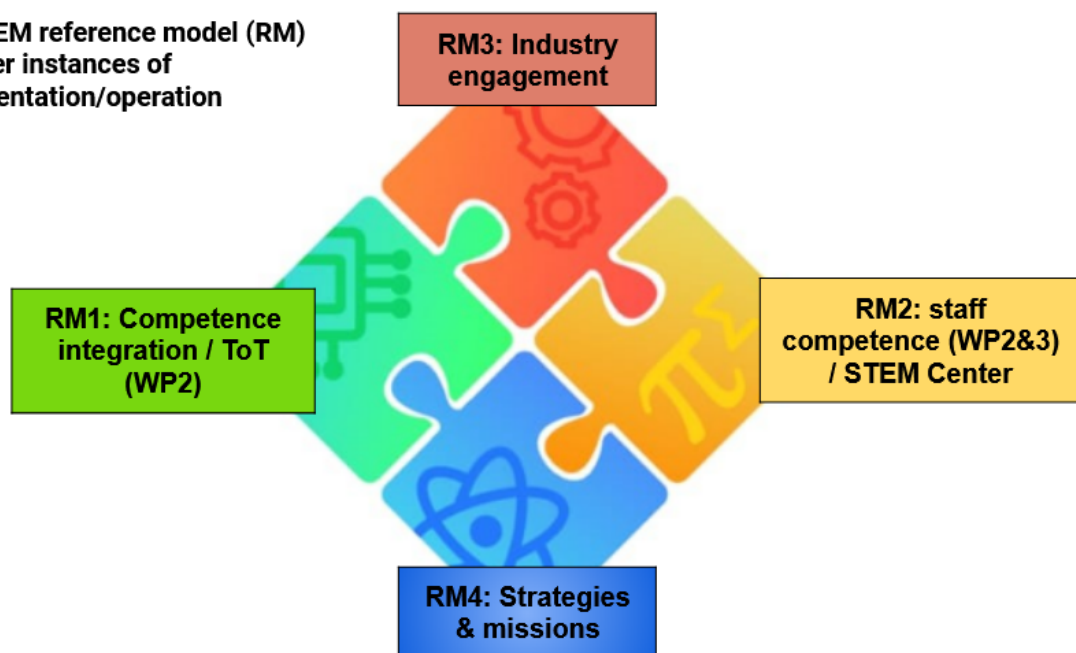 EM reference model (RM)
er instances of
entation/operation
RM3: Industry
engagement
RM1: Competence
integration / ToT
(WP2)
RM2: staff
competence (WP2&3)
/ STEM Center
RM4: Strategies
& missions
π Σ